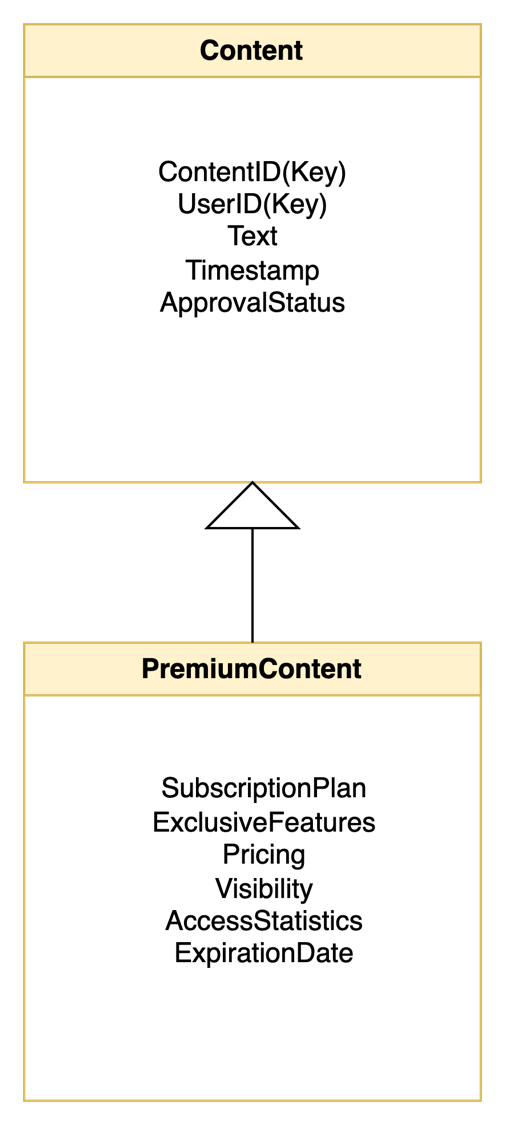 Content
ContentID(Key)
UserID(Key)
Text
Timestamp
ApprovalStatus
PremiumContent
SubscriptionPlan
ExclusiveFeatures
Pricing
Visibility
AccessStatistics
ExpirationDate